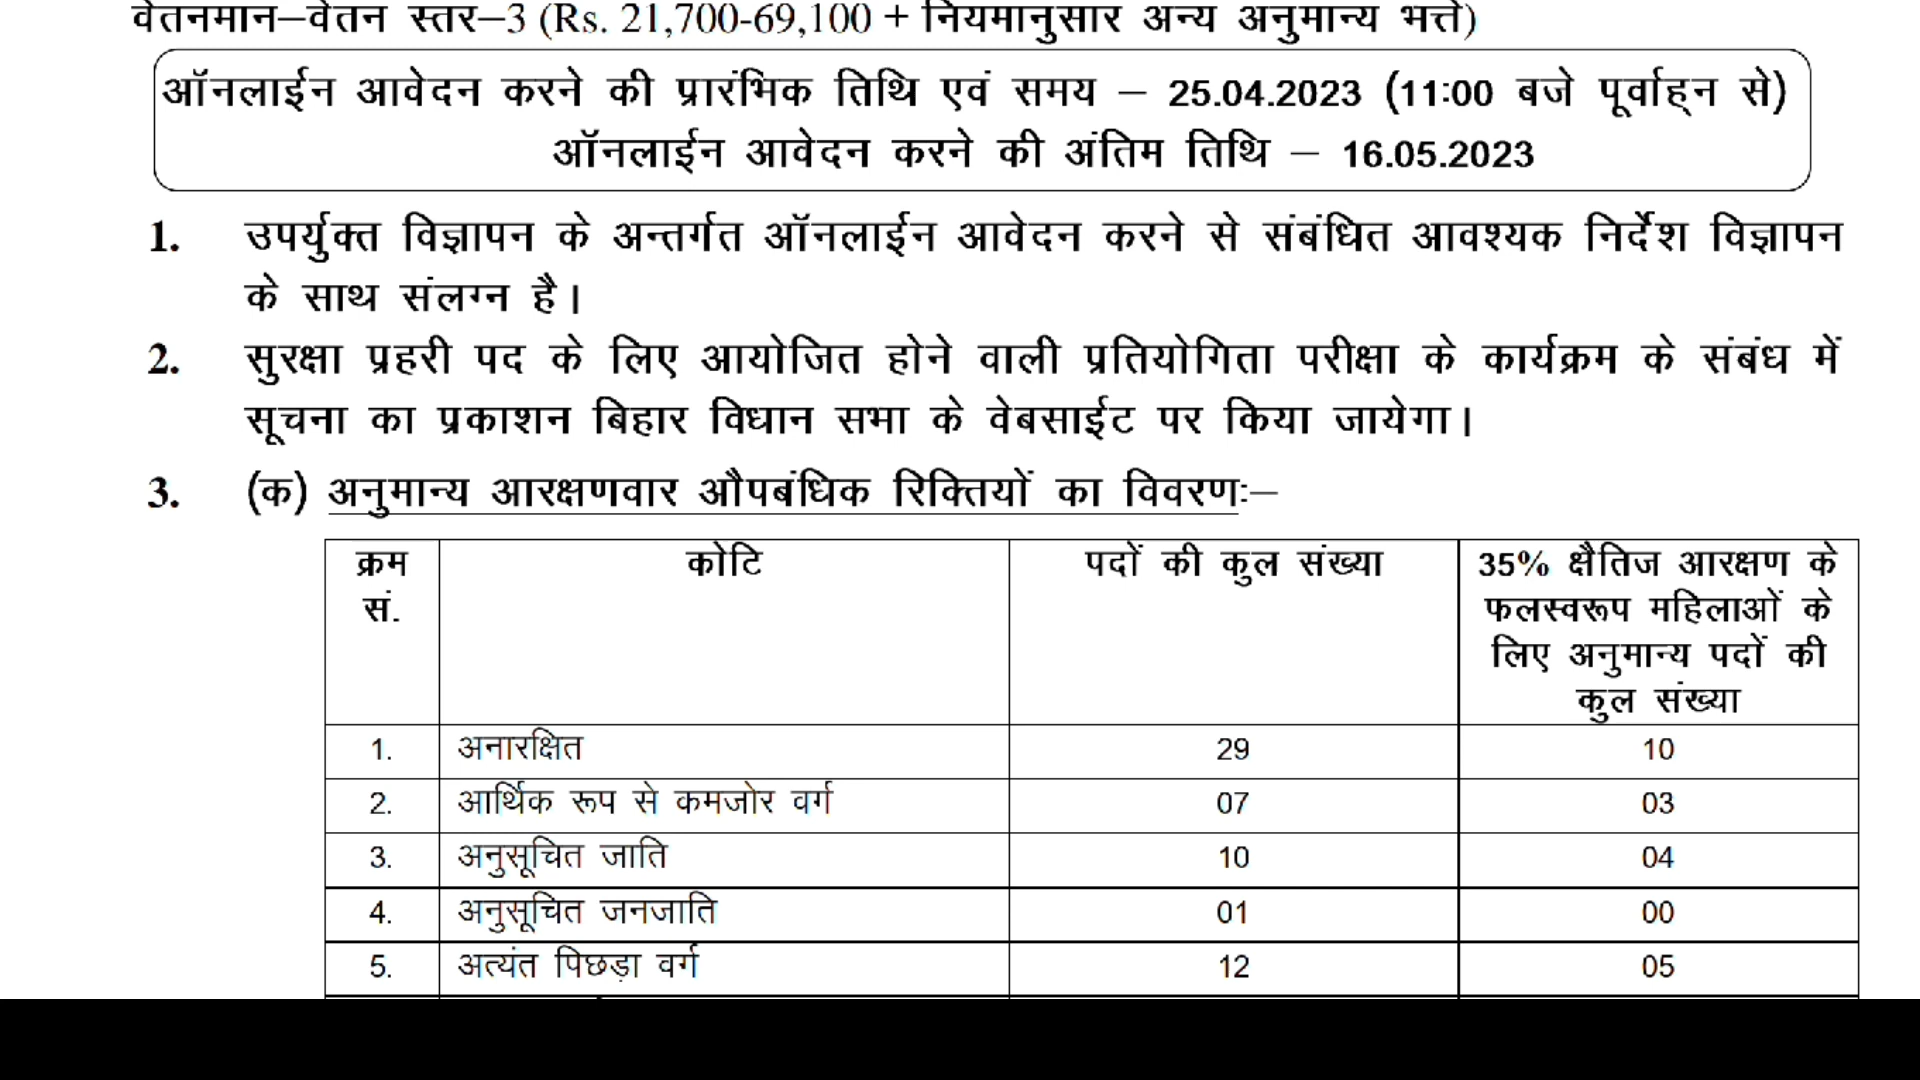 वेतनमान–वेतन स्तर–3 (Rs. 21,700-69,100 + नियमानुसार अन्य अनुमान्य भत्ते)
ऑनलाईन आवेदन करने की प्रारंभिक तिथि एवं समय – 25.04.2023 (11:00 बजे पूर्वाह्न से)
ऑनलाईन आवेदन करने की अंतिम तिथि – 16.05.2023
1. उपर्युक्त विज्ञापन के अन्तर्गत ऑनलाईन आवेदन करने से संबंधित आवश्यक निर्देश विज्ञापन
के साथ संलग्न है।
2. सुरक्षा प्रहरी पद के लिए आयोजित होने वाली प्रतियोगिता परीक्षा के कार्यक्रम के संबंध में
सूचना का प्रकाशन बिहार विधान सभा के वेबसाईट पर किया जायेगा।
3. (क) अनुमान्य आरक्षणवार औपबंधिक रिक्तियों का विवरणः–
क्रम सं. कोटि पदों की कुल संख्या 35% क्षैतिज आरक्षण के
फलस्वरूप महिलाओं के
लिए अनुमान्य पदों की
कुल संख्या
1. अनारक्षित 29 10
2. आर्थिक रूप से कमजोर वर्ग 07 03
3. अनुसूचित जाति 10 04
4. अनुसूचित जनजाति 01 00
5. अत्यंत पिछड़ा वर्ग 12 05